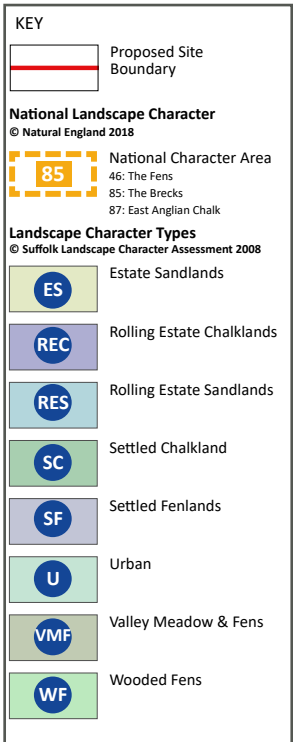 KEY
Proposed Site
Boundary
National Landscape Character
© Natural England 2018
85
National Character Area
46: The Fens
85: The Brecks
87: East Anglian Chalk
Landscape Character Types
© Suffolk Landscape Character Assessment 2008
ES
Estate Sandlands
REC
Rolling Estate Chalklands
RES
Rolling Estate Sandlands
SC
Settled Chalkland
SF
Settled Fenlands
U
Urban
VMF
Valley Meadow & Fens
WF
Wooded Fens